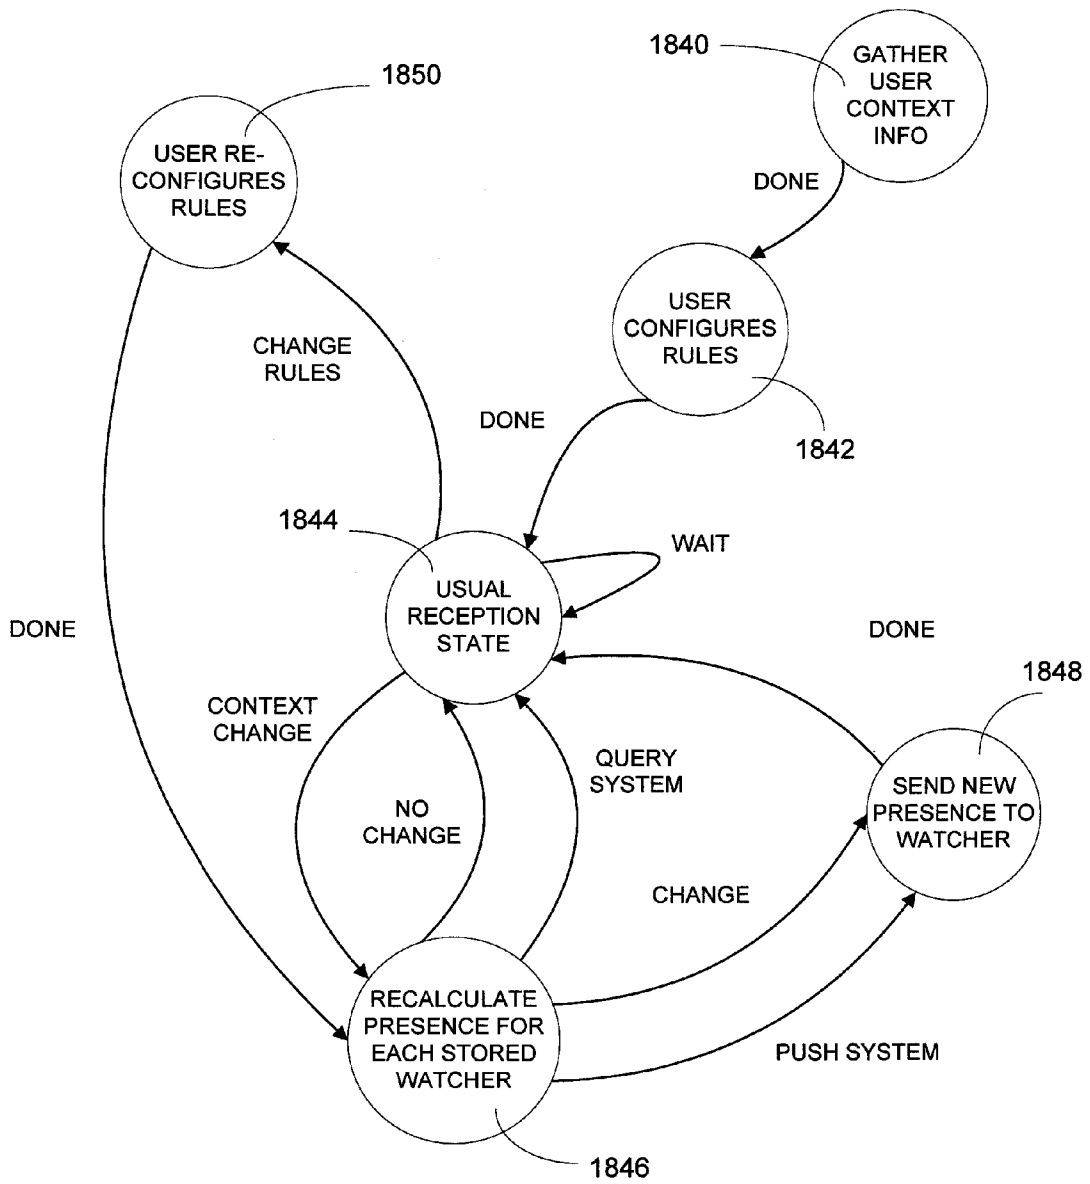 1840
GATHER
USER
CONTEXT
INFO
1850
USER RE-
CONFIGURES
RULES
DONE
USER
CONFIGURES
RULES
CHANGE
RULES
DONE
1842
1844
WAIT
USUAL
RECEPTION
STATE
DONE
DONE
1848
CONTEXT
CHANGE
QUERY
SYSTEM
NO
CHANGE
SEND NEW
PRESENCE TO
WATCHER
CHANGE
RECALCULATE
PRESENCE FOR
EACH STORED
WATCHER
PUSH SYSTEM
1846